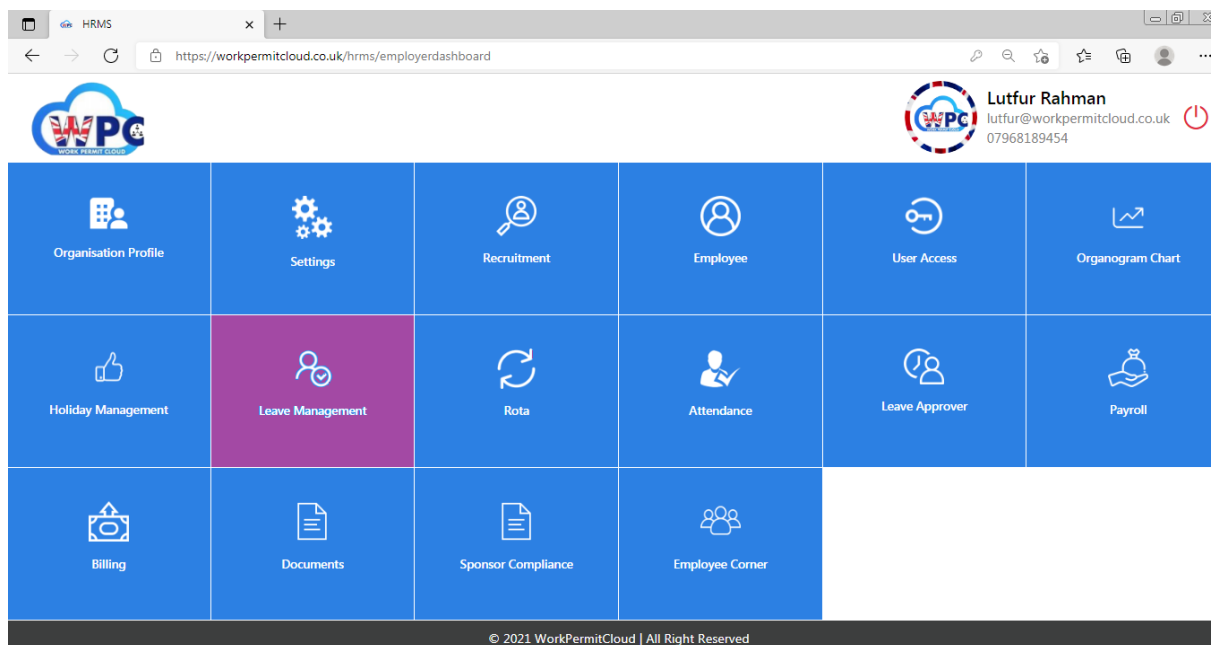 HRMS
https://workpermitcloud.co.uk/hrms/employerdashboard
WPC
WORK PERMIT CLOUD
WPC
Lutfur Rahman
lutfur@workpermitcloud.co.uk
07968189454
Organisation Profile
Settings
Recruitment
Employee
User Access
Organogram Chart
Holiday Management
Leave Management
Rota
Attendance
Leave Approver
Payroll
Billing
Documents
Sponsor Compliance
Employee Corner
© 2021 WorkPermitCloud | All Right Reserved